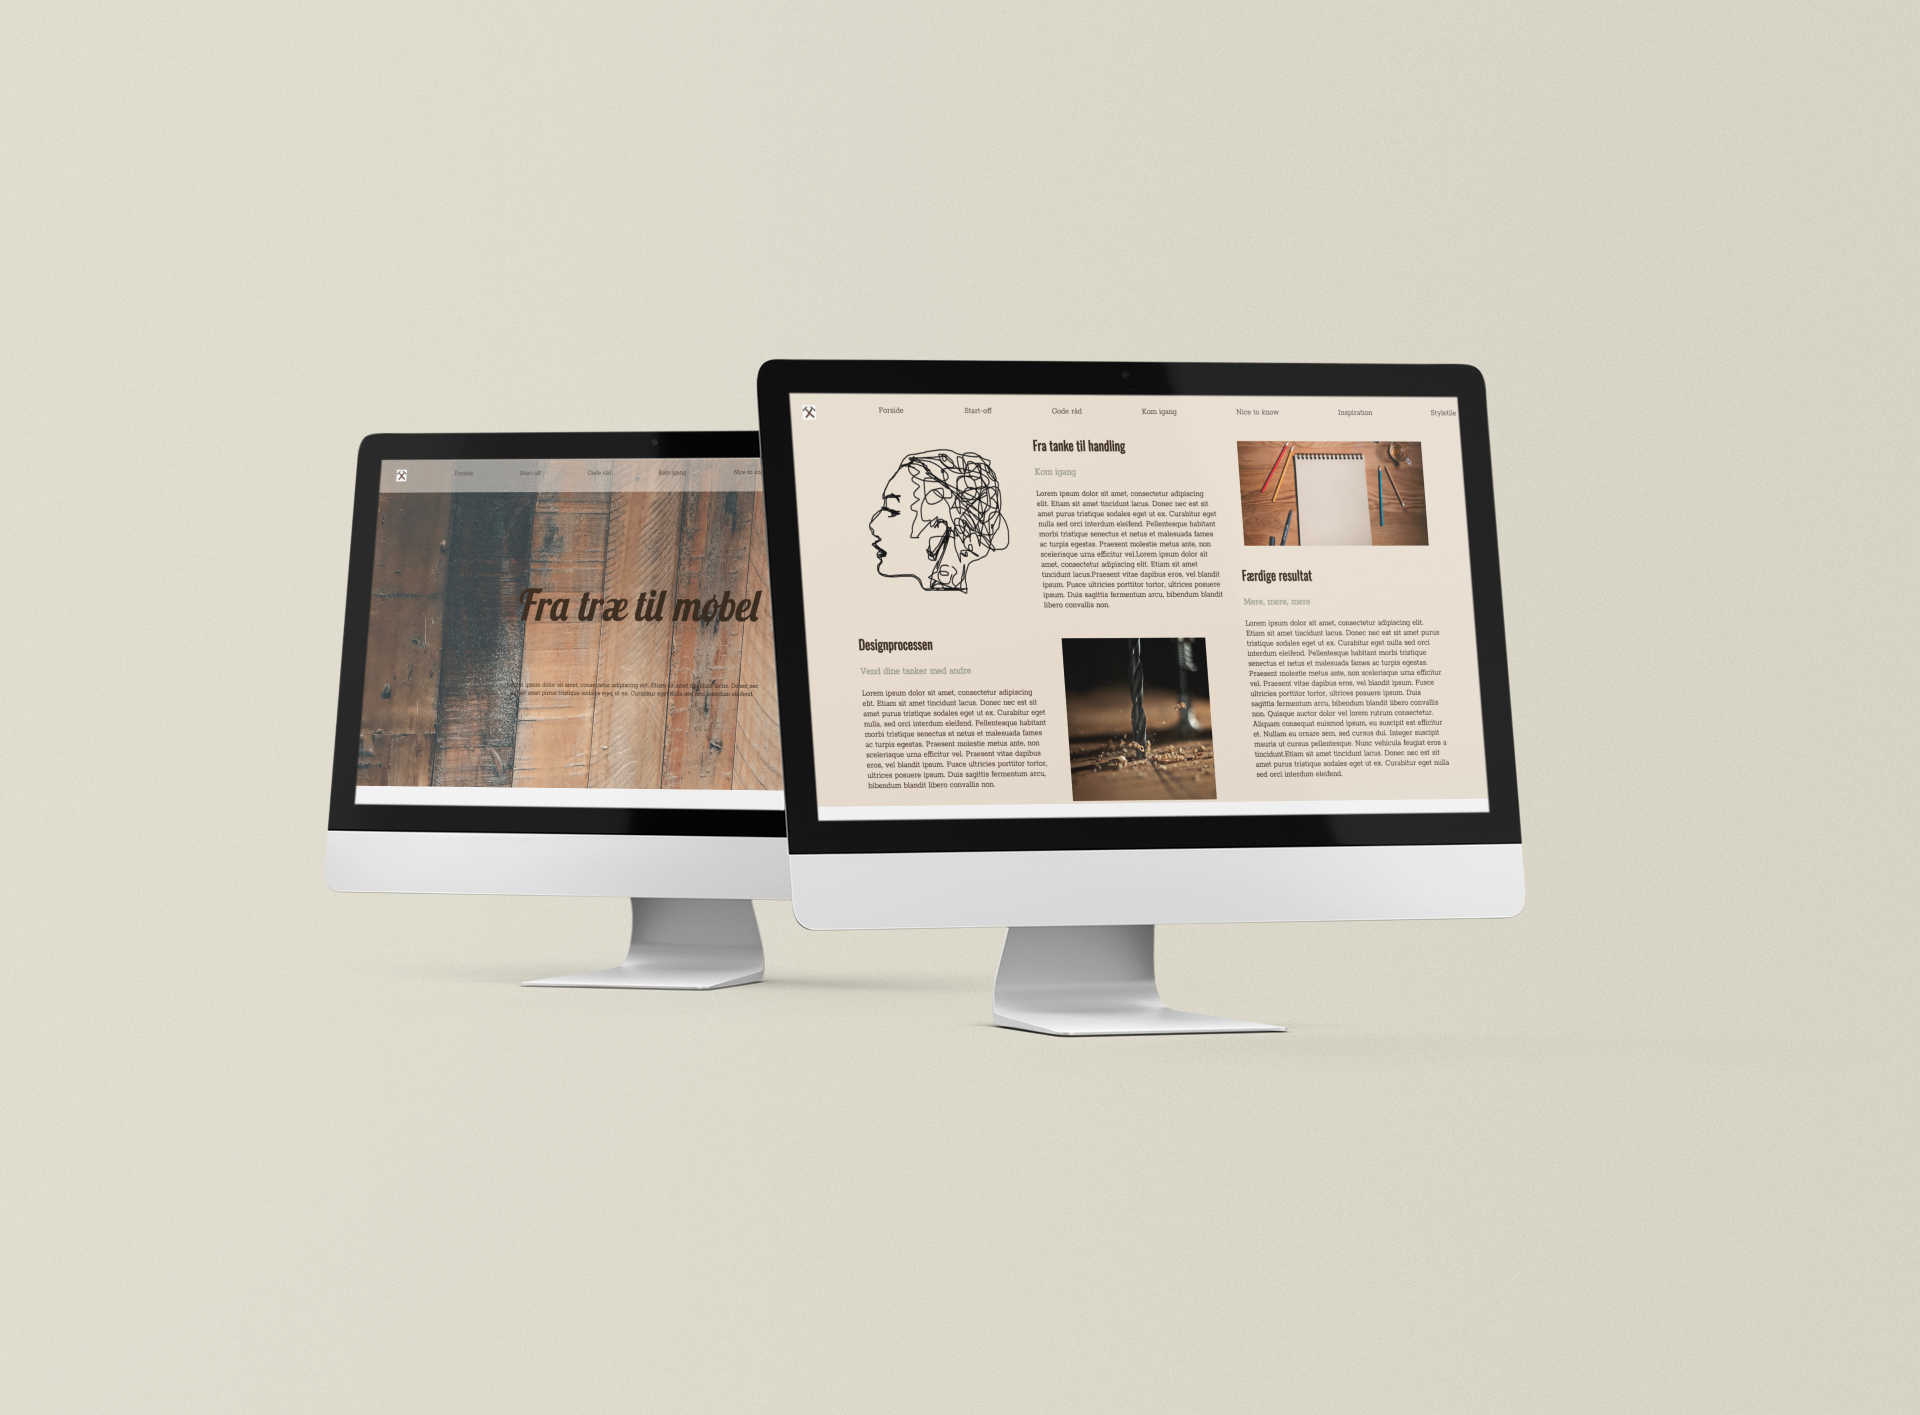 Forside
Start-off
Gode råd
Kom igang
Fra træ til møbel
ipsum dolor sit amet, consectetur adipiscing elit. Etiam sit amet tincidunt lacus. Donec nec
amet purus tristique sodales eget ut ex. Curabitur eget nulla sed orci interdum eleifend.
Forside
Start-off
Gode råd
Kom igang
Nice to know
Inspiration
Styletile
Fra tanke til handling
Kom igang
Lorem ipsum dolor sit amet, consectetur adipiscing
elit. Etiam sit amet tincidunt lacus. Donec nec est sit
amet purus tristique sodales eget ut ex. Curabitur eget
nulla sed orci interdum eleifend. Pellentesque habitant
morbi tristique senectus et netus et malesuada fames
ac turpis egestas. Praesent molestie metus ante, non
scelerisque urna efficitur vel.Lorem ipsum dolor sit
amet, consectetur adipiscing elit. Etiam sit amet
tincidunt lacus.Praesent vitae dapibus eros, vel blandit
ipsum. Fusce ultricies porttitor tortor, ultrices posuere
ipsum. Duis sagittis fermentum arcu, bibendum blandit
libero convallis non.
Designprocessen
Vend dine tanker med andre
Lorem ipsum dolor sit amet, consectetur adipiscing
elit. Etiam sit amet tincidunt lacus. Donec nec est sit
amet purus tristique sodales eget ut ex. Curabitur eget
nulla, sed orci interdum eleifend. Pellentesque habitant
morbi tristique senectus et netus et malesuada fames
ac turpis egestas. Praesent molestie metus ante, non
scelerisque urna efficitur vel. Praesent vitae dapibus
eros, vel blandit ipsum. Fusce ultricies porttitor tortor,
ultrices posuere ipsum. Duis sagittis fermentum arcu,
bibendum blandit libero convallis non.
Færdige resultat
Mere, mere, mere
Lorem ipsum dolor sit amet, consectetur adipiscing elit.
Etiam sit amet tincidunt lacus. Donec nec est sit amet purus
tristique sodales eget ut ex. Curabitur eget nulla sed orci
interdum eleifend. Pellentesque habitant morbi tristique
senectus et netus et malesuada fames ac turpis egestas.
Praesent molestie metus ante, non scelerisque urna efficitur
vel. Praesent vitae dapibus eros, vel blandit ipsum. Fusce
ultricies porttitor tortor, ultrices posuere ipsum. Duis
sagittis fermentum arcu, bibendum blandit libero convallis
non. Quisque auctor dolor vel lorem rutrum consectetur.
Aliquam consequat euismod ipsum, eu suscipit est efficitur
et. Nullam eu ornare sem, sed cursus dui. Integer suscipit
mauris ut cursus pellentesque. Nunc vehicula feugiat eros a
tincidunt.Etiam sit amet tincidunt lacus. Donec nec est sit
amet purus tristique sodales eget ut ex. Curabitur eget nulla
sed orci interdum eleifend.